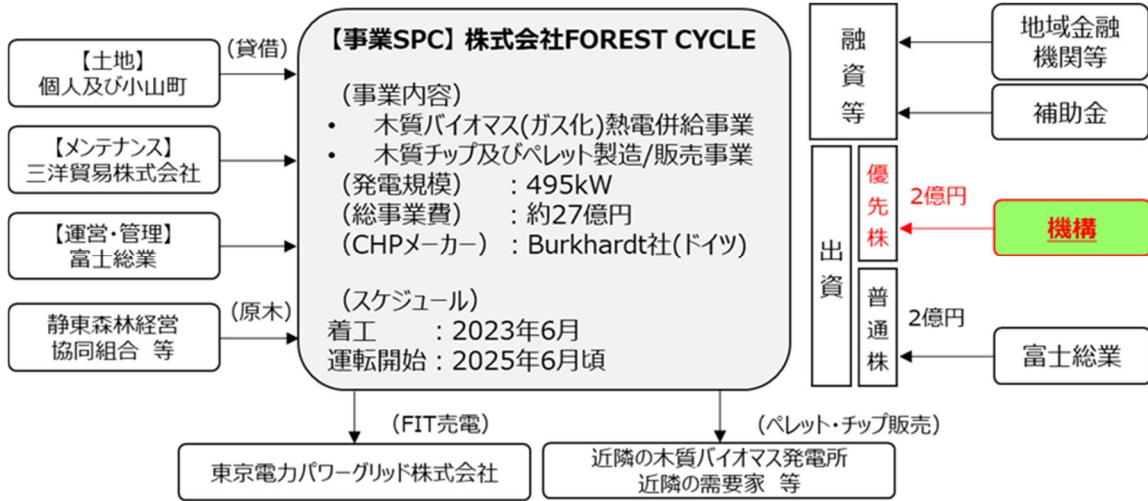 【土地】
個人及び小山町
(貸借)
【メンテナンス】
三洋貿易株式会社
【運営・管理】
富士総業
静東森林経営
協同組合 等
(原木)
【事業SPC】株式会社FOREST CYCLE
(事業内容)
・ 木質バイオマス(ガス化)熱電併給事業
・ 木質チップ及びペレット製造/販売事業
(発電規模) :495kW
(総事業費) :約27億円
(CHPメーカー) :Burkhardt社(ドイツ)
(スケジュール)
着工 :2023年6月
運転開始:2025年6月頃
融資等
地域金融
機関等
補助金
出資
優先株
2億円
機構
普通株
2億円
富士総業
(FIT売電)
東京電力パワーグリッド株式会社
(ペレット・チップ販売)
近隣の木質バイオマス発電所
近隣の需要家 等